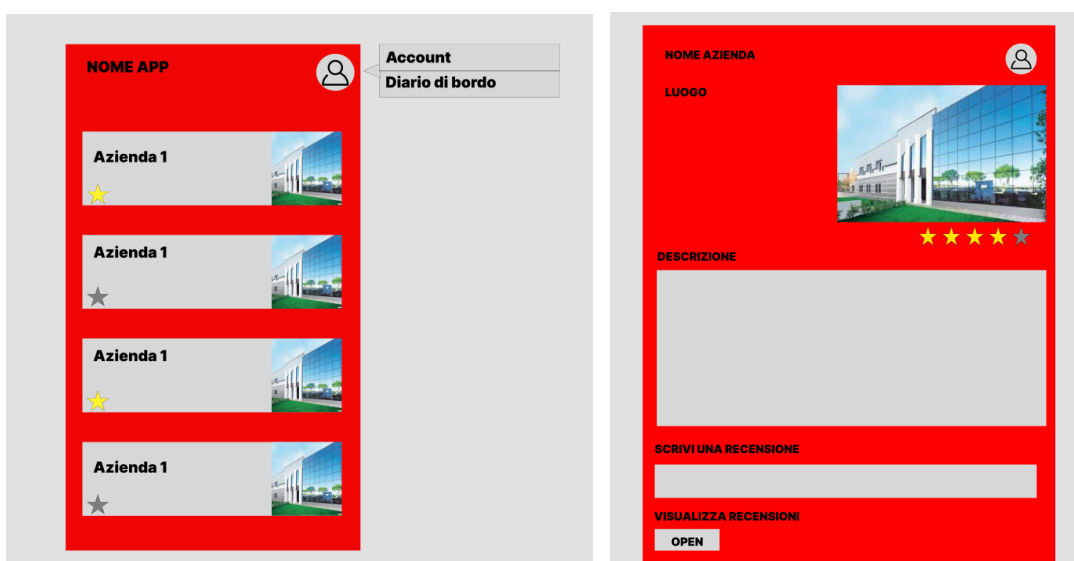 NOME APP
Account
Diario di bordo
Azienda 1
Azienda 1
Azienda 1
Azienda 1
NOME AZIENDA
LUOGO
DESCRIZIONE
SCRIVI UNA RECENSIONE
VISUALIZZA RECENSIONI
OPEN